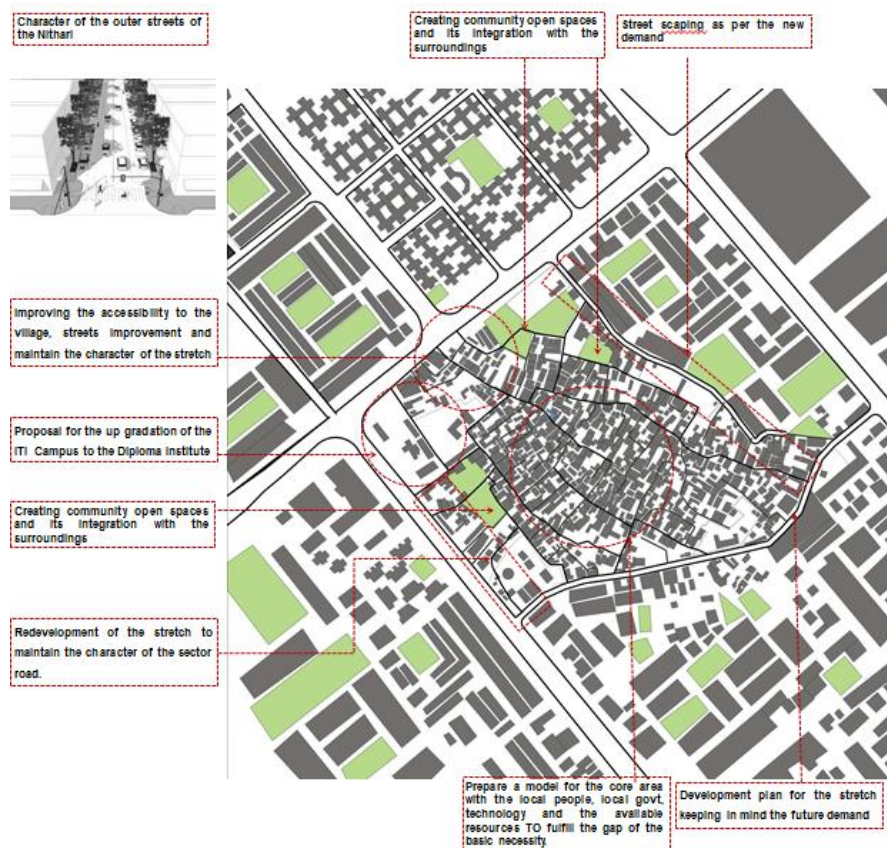 Character of the outer streets of
the Nithari
Creating community open spaces
and its integration with the
surroundings
Street scaping as per the new
demand
Improving the accessibility to the
village, streets improvement and
maintain the character of the stretch
Proposal for the up gradation of the
ITI Campus to the Diploma Institute
Creating community open spaces
and its integration with the
surroundings
Redevelopment of the stretch to
maintain the character of the sector
road.
Prepare a model for the core area
with the local people, local govt,
technology and the available
resources TO fulfill the gap of the
basic necessity.
Development plan for the stretch
keeping in mind the future demand